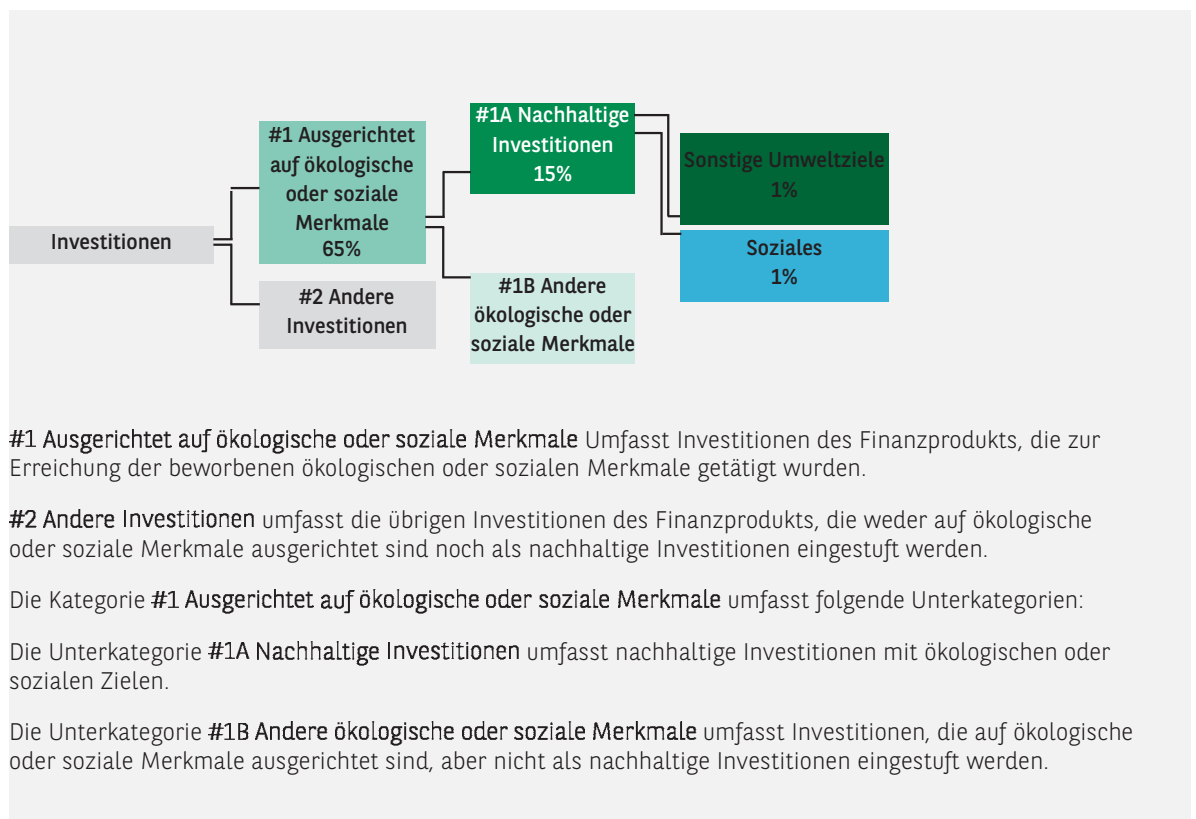 Investitionen
#1 Ausgerichtet
auf ökologische
oder soziale
Merkmale
65%
#2 Andere
Investitionen
#1A Nachhaltige
Investitionen
15%
#1B Andere
ökologische oder
soziale Merkmale
Sonstige Umweltziele
1%
Soziales
1%
#1 Ausgerichtet auf ökologische oder soziale Merkmale Umfasst Investitionen des Finanzprodukts, die zur
Erreichung der beworbenen ökologischen oder sozialen Merkmale getätigt wurden.
#2 Andere Investitionen umfasst die übrigen Investitionen des Finanzprodukts, die weder auf ökologische
oder soziale Merkmale ausgerichtet sind noch als nachhaltige Investitionen eingestuft werden.
Die Kategorie #1 Ausgerichtet auf ökologische oder soziale Merkmale umfasst folgende Unterkategorien:
Die Unterkategorie #1A Nachhaltige Investitionen umfasst nachhaltige Investitionen mit ökologischen oder
sozialen Zielen.
Die Unterkategorie #1B Andere ökologische oder soziale Merkmale umfasst Investitionen, die auf ökologische
oder soziale Merkmale ausgerichtet sind, aber nicht als nachhaltige Investitionen eingestuft werden.